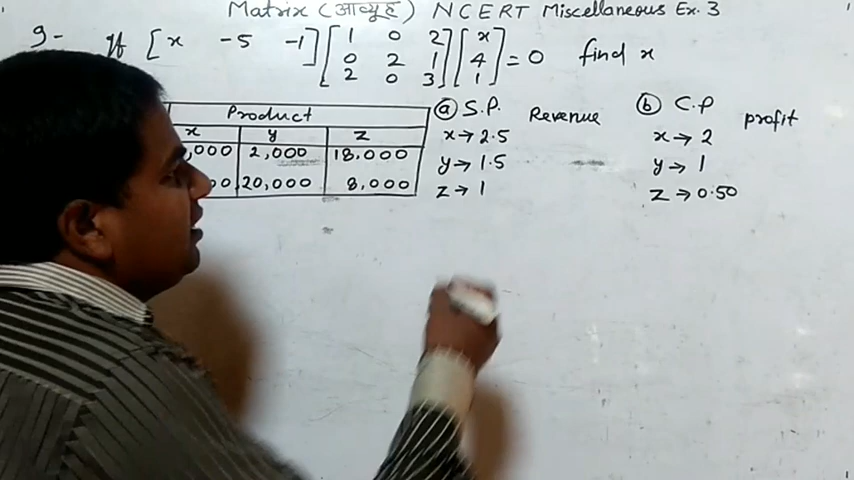 Matrix (आव्यूह) NCERT Miscellaneous Ex. 3
9- If [x -5 -1] [1 0 2 [x
0 2 1 4 = 0 find x
2 0 3] 1]
Product
x y z
,000 2,000 18,000
00 20,000 8,000
(a) S.P. Revenue
x → 2.5
y → 1.5
z → 1
(b) C.P profit
x → 2
y → 1
z → 0.50